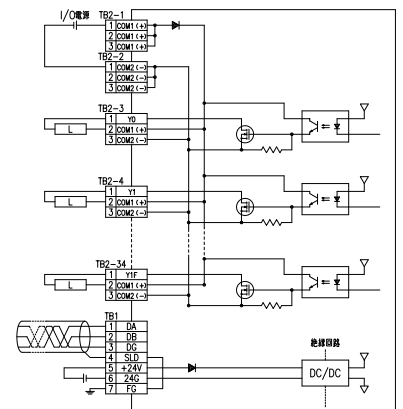 I/O電源
TB2-1
1 COM1(+)
2 COM1(+)
3 COM1(+)
TB2-2
1 COM2(-)
2 COM2(-)
3 COM2(-)
TB2-3
1 Y0
2 COM1(+)
3 COM2(-)
L
TB2-4
1 Y1
2 COM1(+)
3 COM2(-)
L
TB2-34
1 Y1F
2 COM1(+)
3 COM2(-)
L
TB1
1 DA
2 DB
3 DG
4 SLD
5 +24V
6 24G
7 FG
絶縁回路
DC/DC